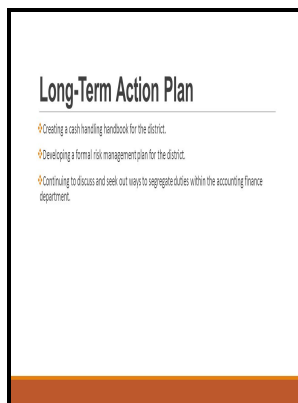 Long-Term Action Plan
❖Creating a cash handling handbook for the district.
❖Developing a formal risk management plan for the district.
❖Continuing to discuss and seek out ways to segregate duties within the accounting finance
department.